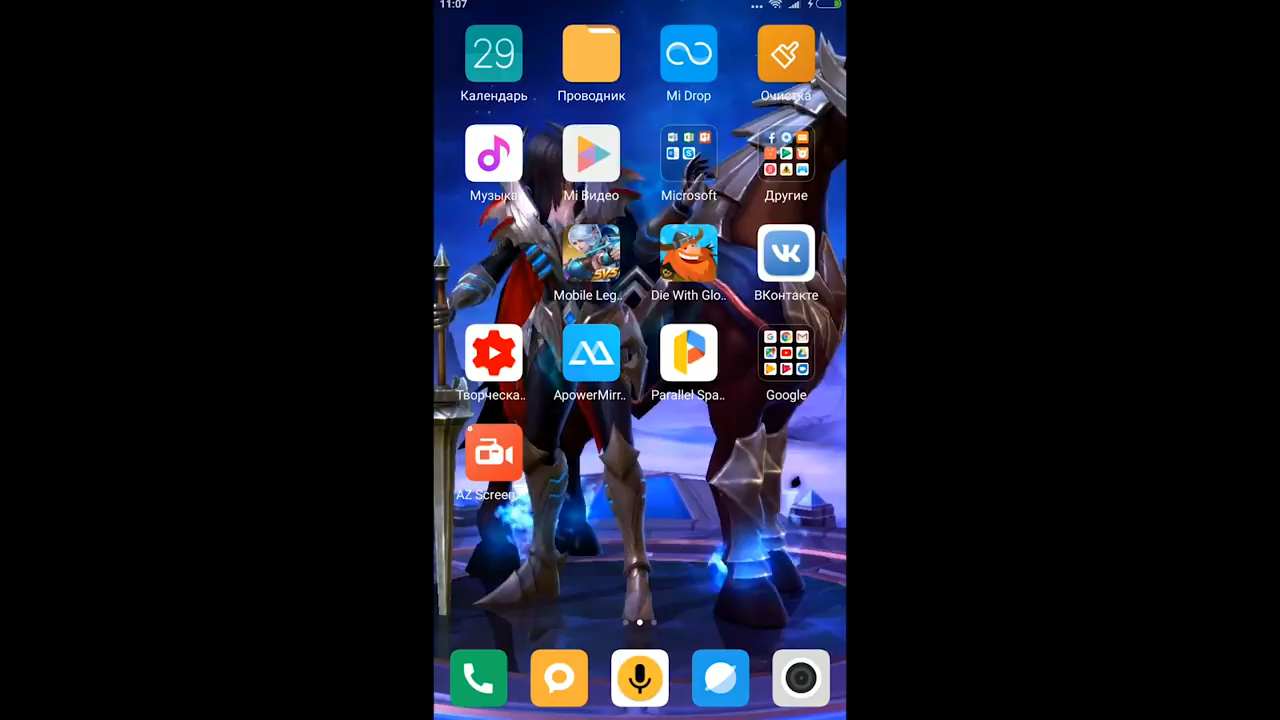 11:07
29
Календарь
Проводник
Mi Drop
Очистка
Музыка
Mi Видео
Microsoft
Другие
5V5
Mobile Leg..
Die With Glo..
ВКонтакте
Творческа..
ApowerMirr..
Parallel Spa..
Google
AZ Screen